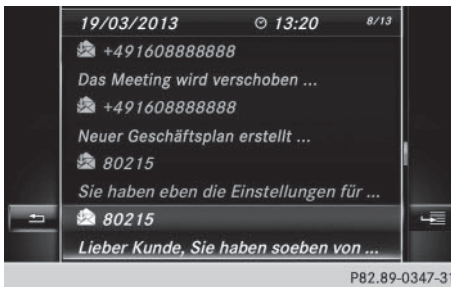 19/03/2013 13:20 8/13
+491608888888
Das Meeting wird verschoben ...
+491608888888
Neuer Geschäftsplan erstellt ...
80215
Sie haben eben die Einstellungen für ...
80215
Lieber Kunde, Sie haben soeben von ...
P82.89-0347-31